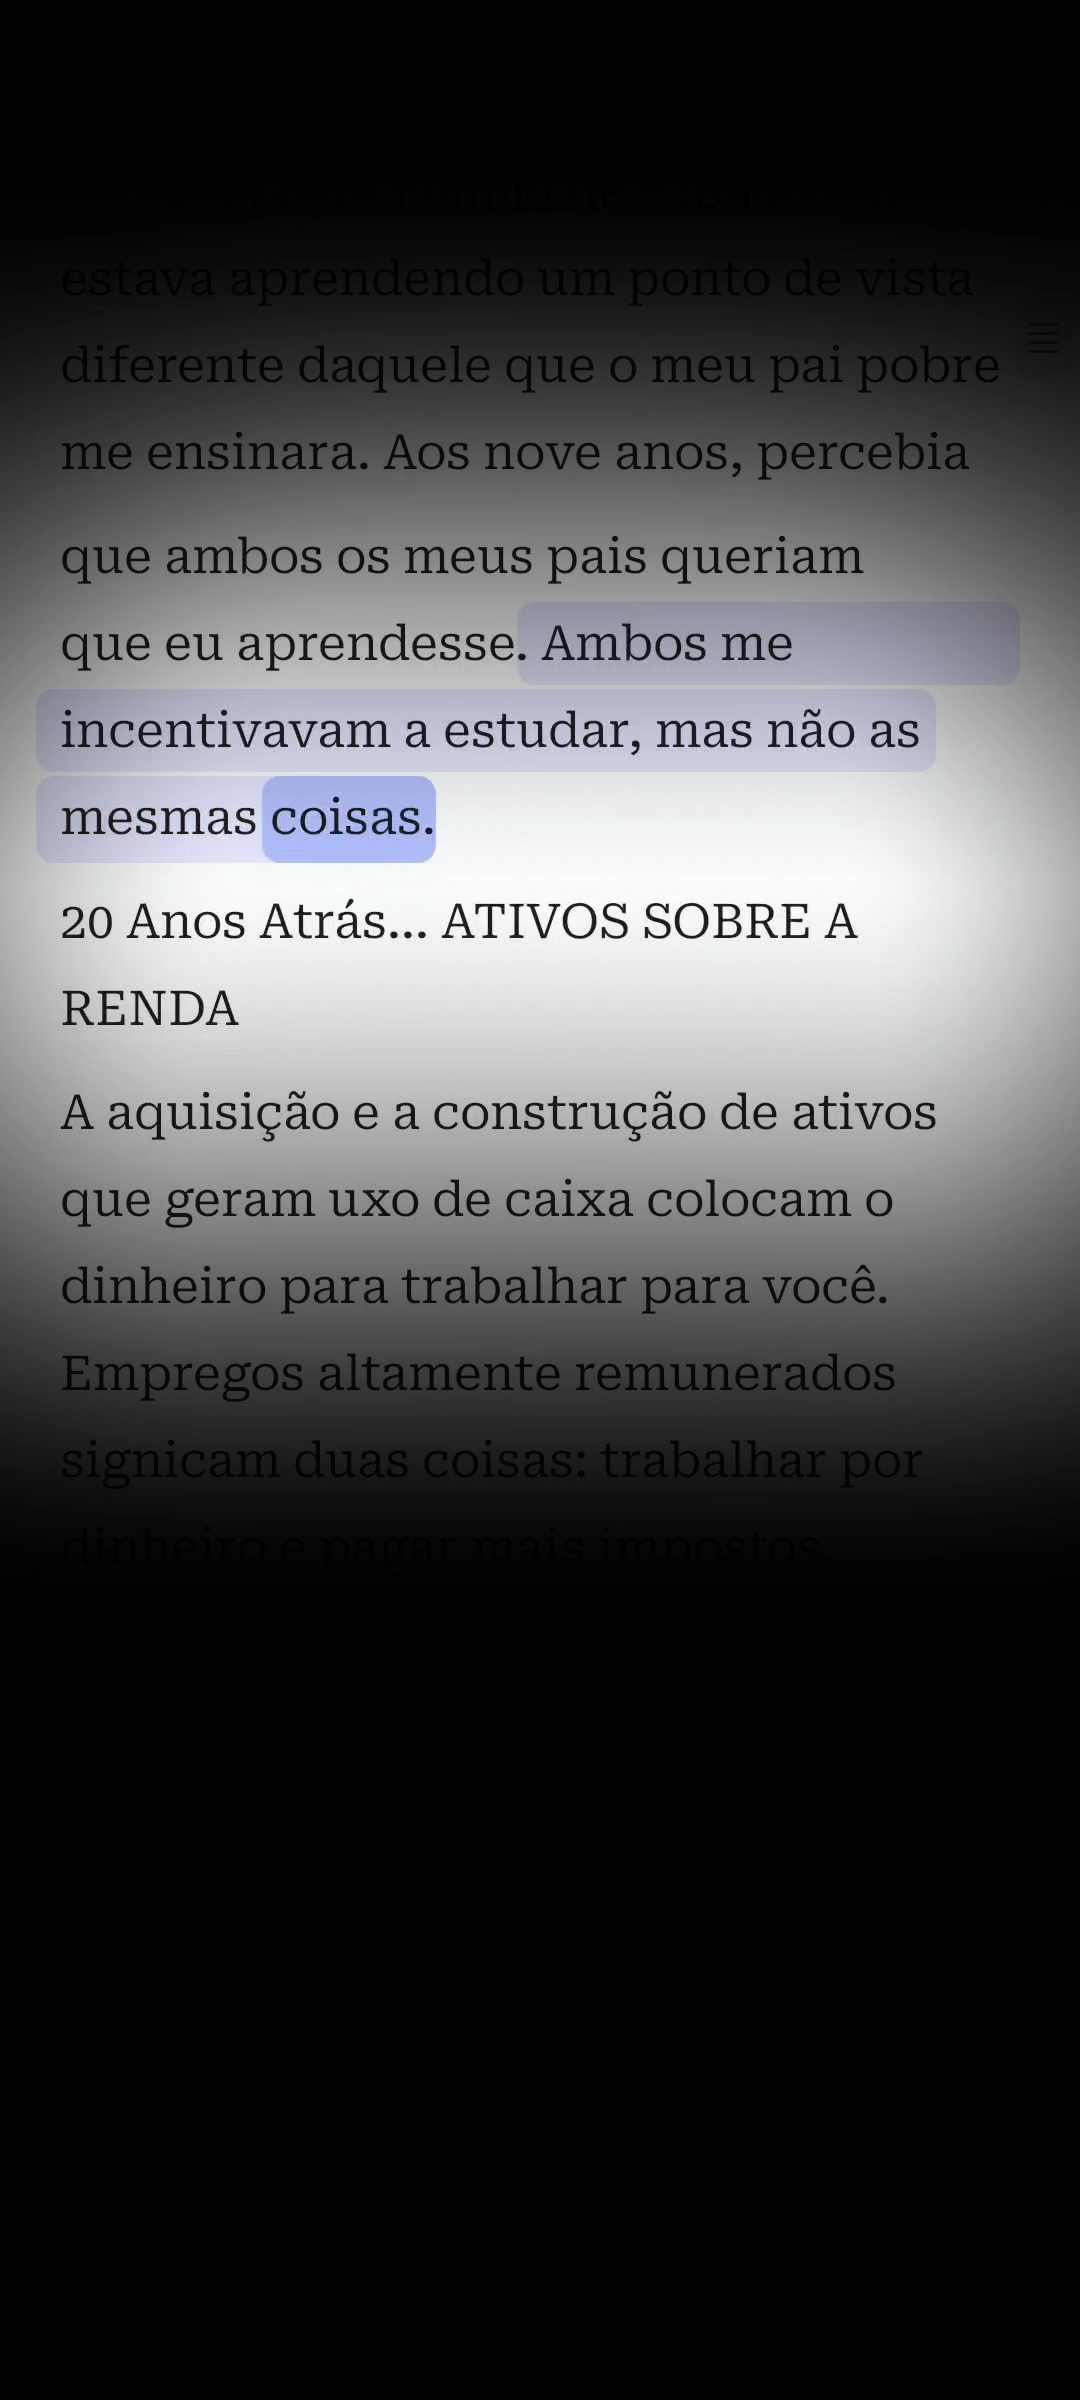 estava aprendendo um ponto de vista
diferente daquele que o meu pai pobre
me ensinara. Aos nove anos, percebia
que ambos os meus pais queriam
que eu aprendesse. Ambos me
incentivavam a estudar, mas não as
mesmas coisas.
20 Anos Atrás... ATIVOS SOBRE A
RENDA
A aquisição e a construção de ativos
que geram uxo de caixa colocam o
dinheiro para trabalhar para você.
Empregos altamente remunerados
signicam duas coisas: trabalhar por
dinheiro e pagar mais impostos